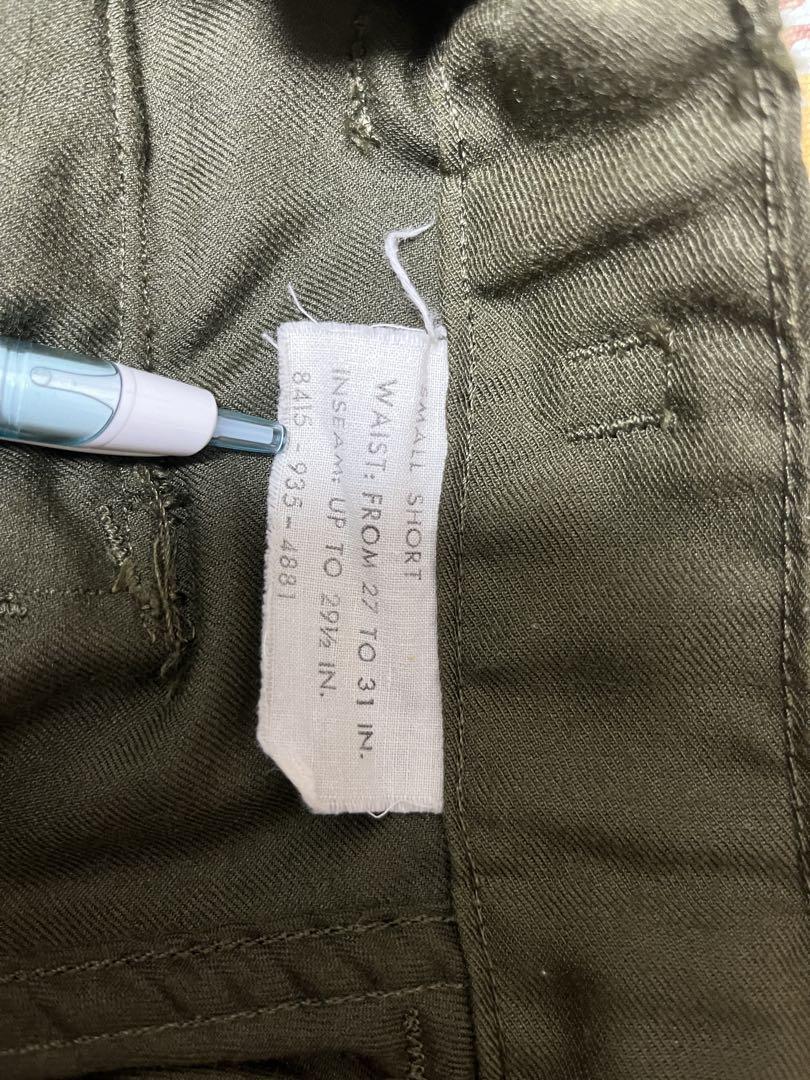 SMALL SHORT
WAIST: FROM 27 TO 31 IN.
INSEAM: UP TO 29½ IN.
8415-935-4881